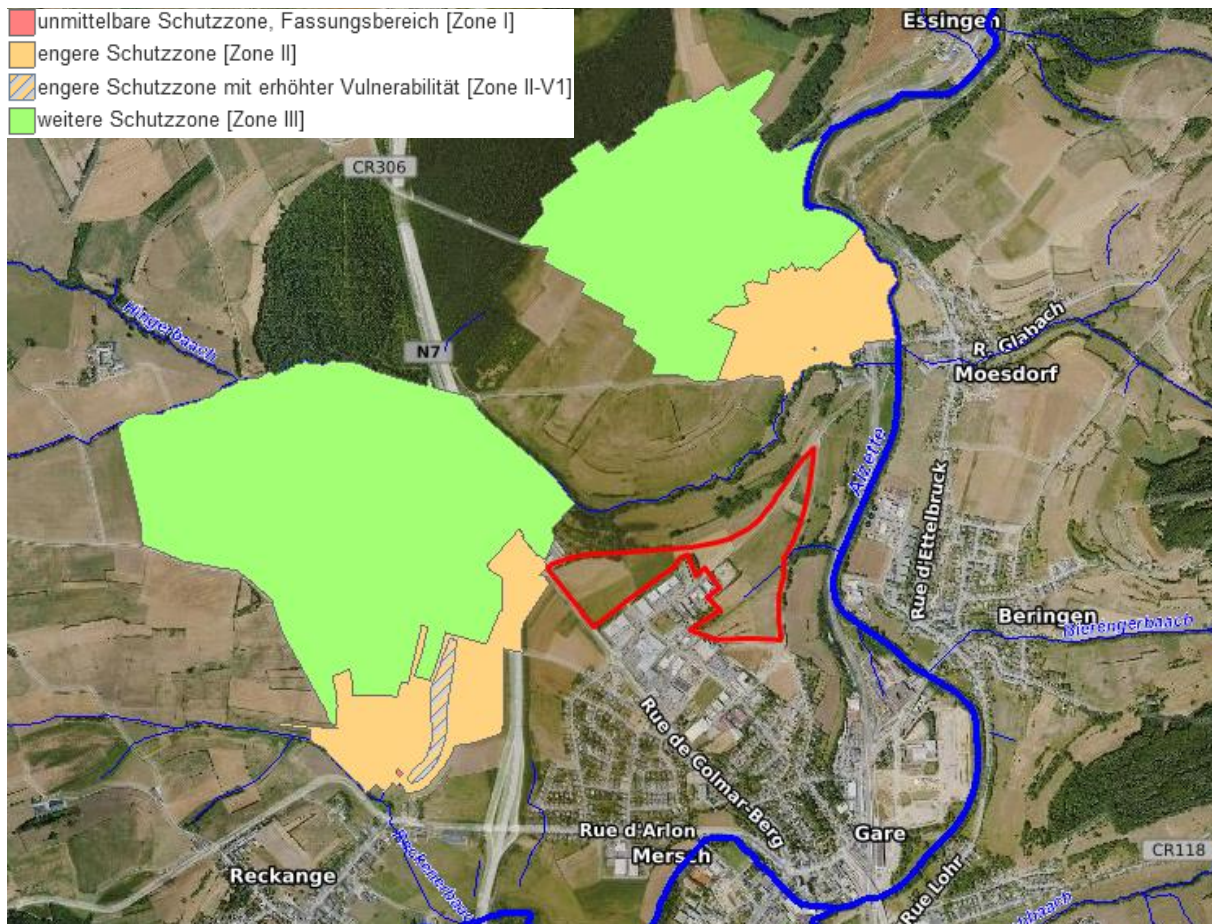 unmittelbare Schutzzone, Fassungsbereich [Zone I]
engere Schutzzone [Zone II]
engere Schutzzone mit erhöhter Vulnerabilität [Zone II-V1]
weitere Schutzzone [Zone III]
Essingen
CR306
Hingerbaach
N7
R. Glabach
Moesdorf
Alzette
Rue d'Ettelbruck
Beringen
Bierengerbaach
Rue de Colmar-Berg
Rue d'Arlon
Mersch
Gare
CR118
Reckange
Rue Lohr